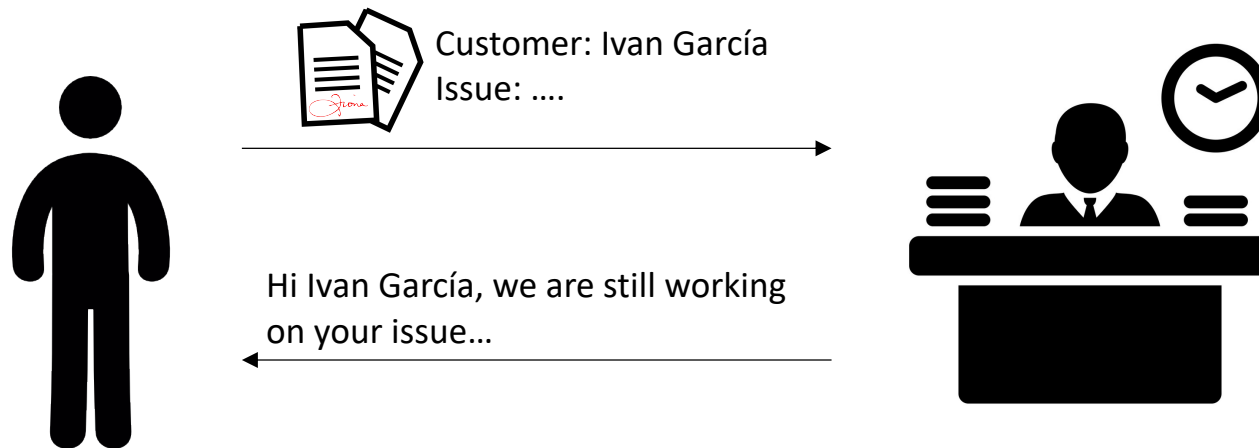 Customer: Ivan García
Issue: ....
Hi Ivan García, we are still working
on your issue…